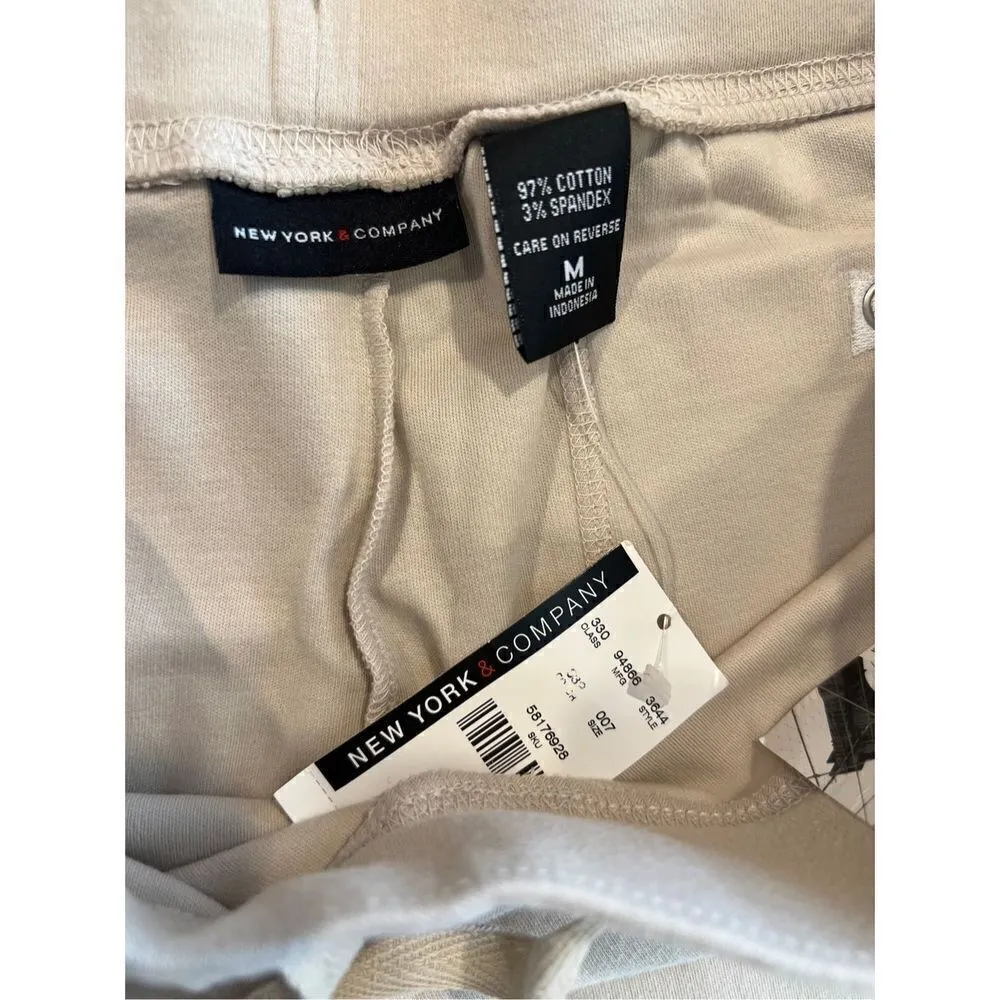 NEW YORK & COMPANY
97% COTTON
3% SPANDEX
CARE ON REVERSE
M
MADE IN
INDONESIA
NEW YORK & COMPANY
330 94866 3644
CLASS MFG STYLE
007
SIZE
58176928
SKU